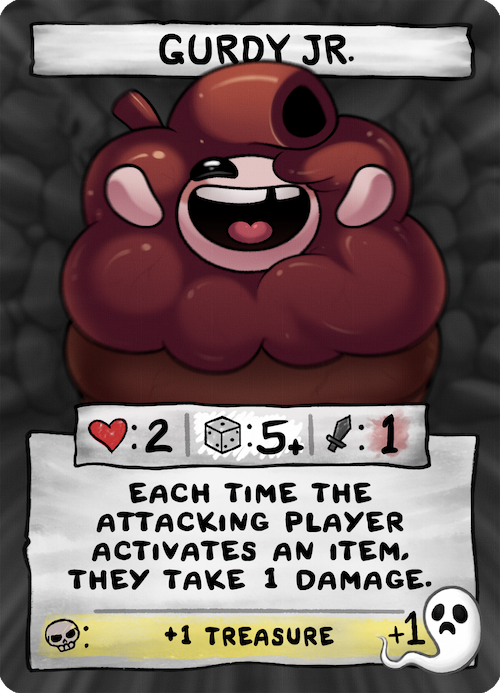 GURDY JR.
:2 :5+ :1
EACH TIME THE
ATTACKING PLAYER
ACTIVATES AN ITEM,
THEY TAKE 1 DAMAGE.
: +1 TREASURE +1